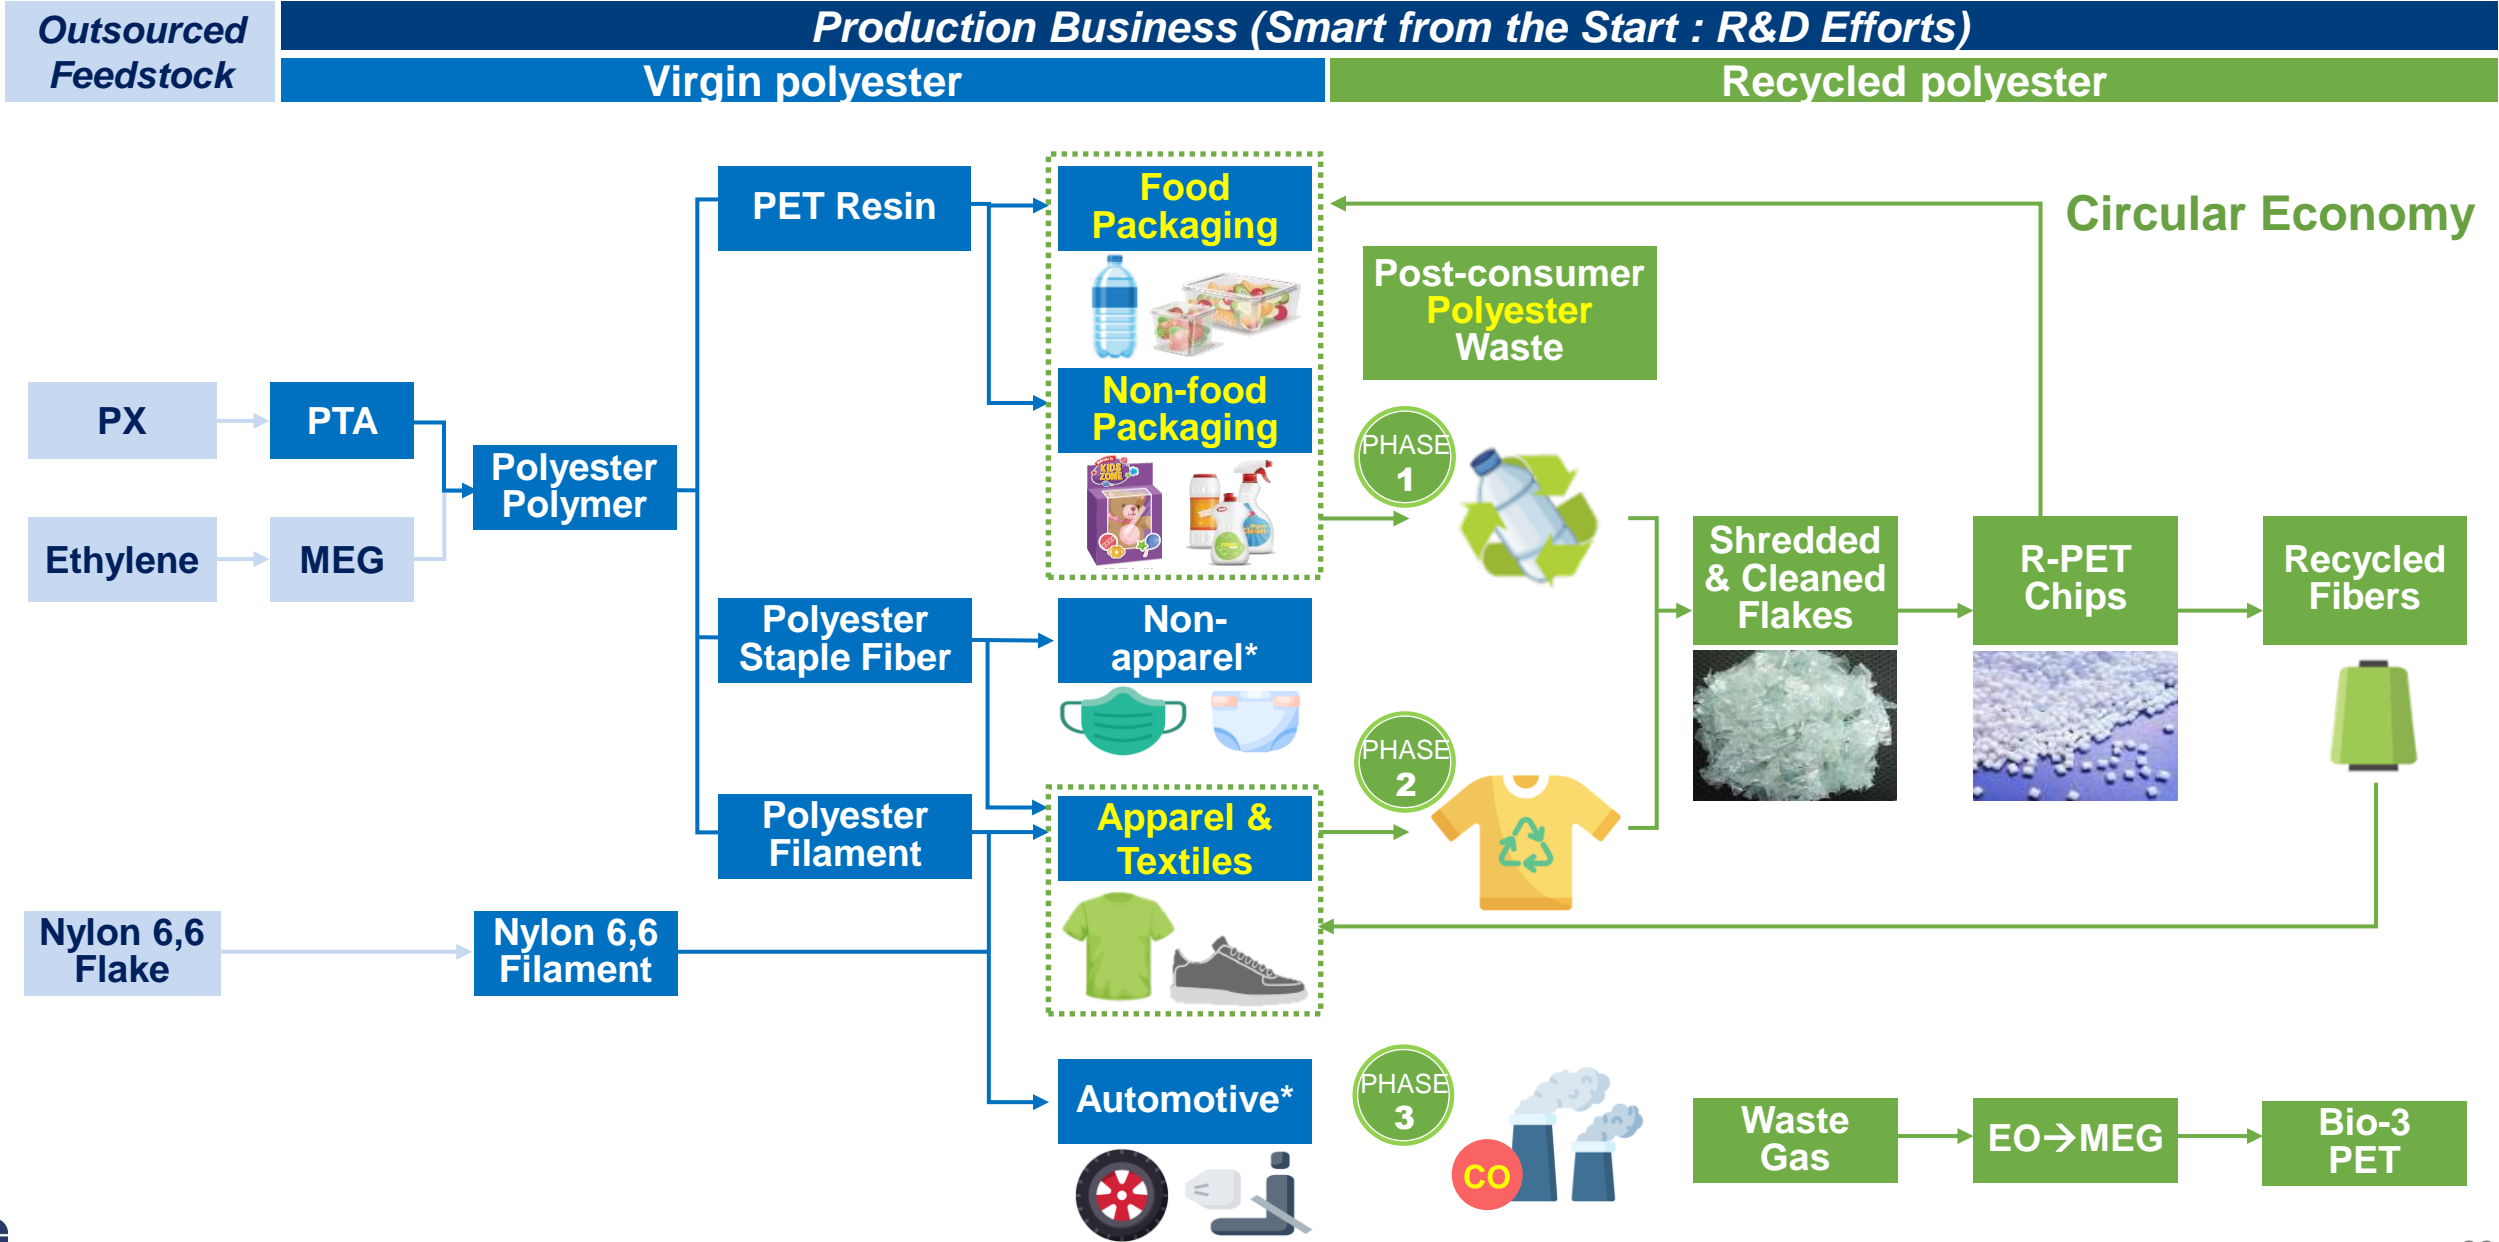 Outsourced
Feedstock
Production Business (Smart from the Start : R&D Efforts)
Virgin polyester
Recycled polyester
PET Resin
Food
Packaging
Circular Economy
Post-consumer
Polyester
Waste
Non-food
Packaging
KIDS
ZONE
PX
PTA
Polyester
Polymer
Ethylene
MEG
PHASE
1
Shredded
& Cleaned
Flakes
R-PET
Chips
Recycled
Fibers
Polyester
Staple Fiber
Non-
apparel*
PHASE
2
Polyester
Filament
Apparel &
Textiles
Nylon 6,6
Flake
Nylon 6,6
Filament
Automotive*
PHASE
3
CO
Waste
Gas
EO→MEG
Bio-3
PET